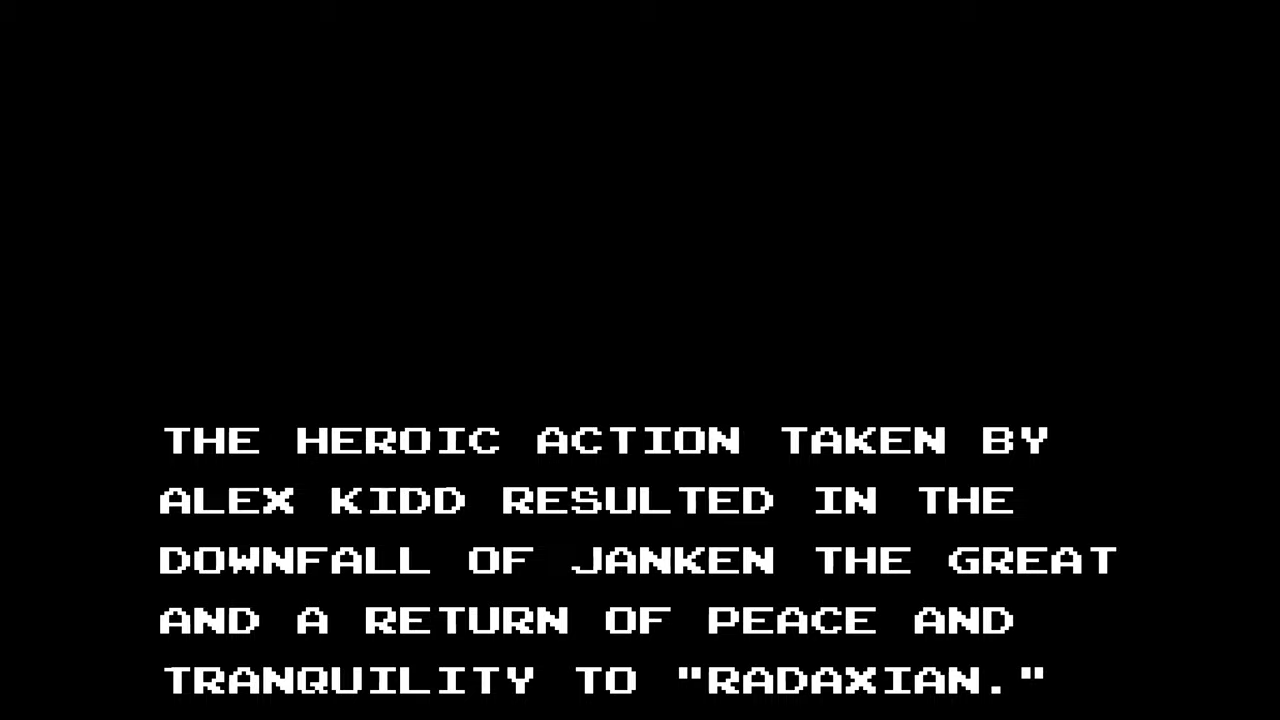 THE HEROIC ACTION TAKEN BY
ALEX KIDD RESULTED IN THE
DOWNFALL OF JANKEN THE GREAT
AND A RETURN OF PEACE AND
TRANQUILITY TO "RADAXIAN."